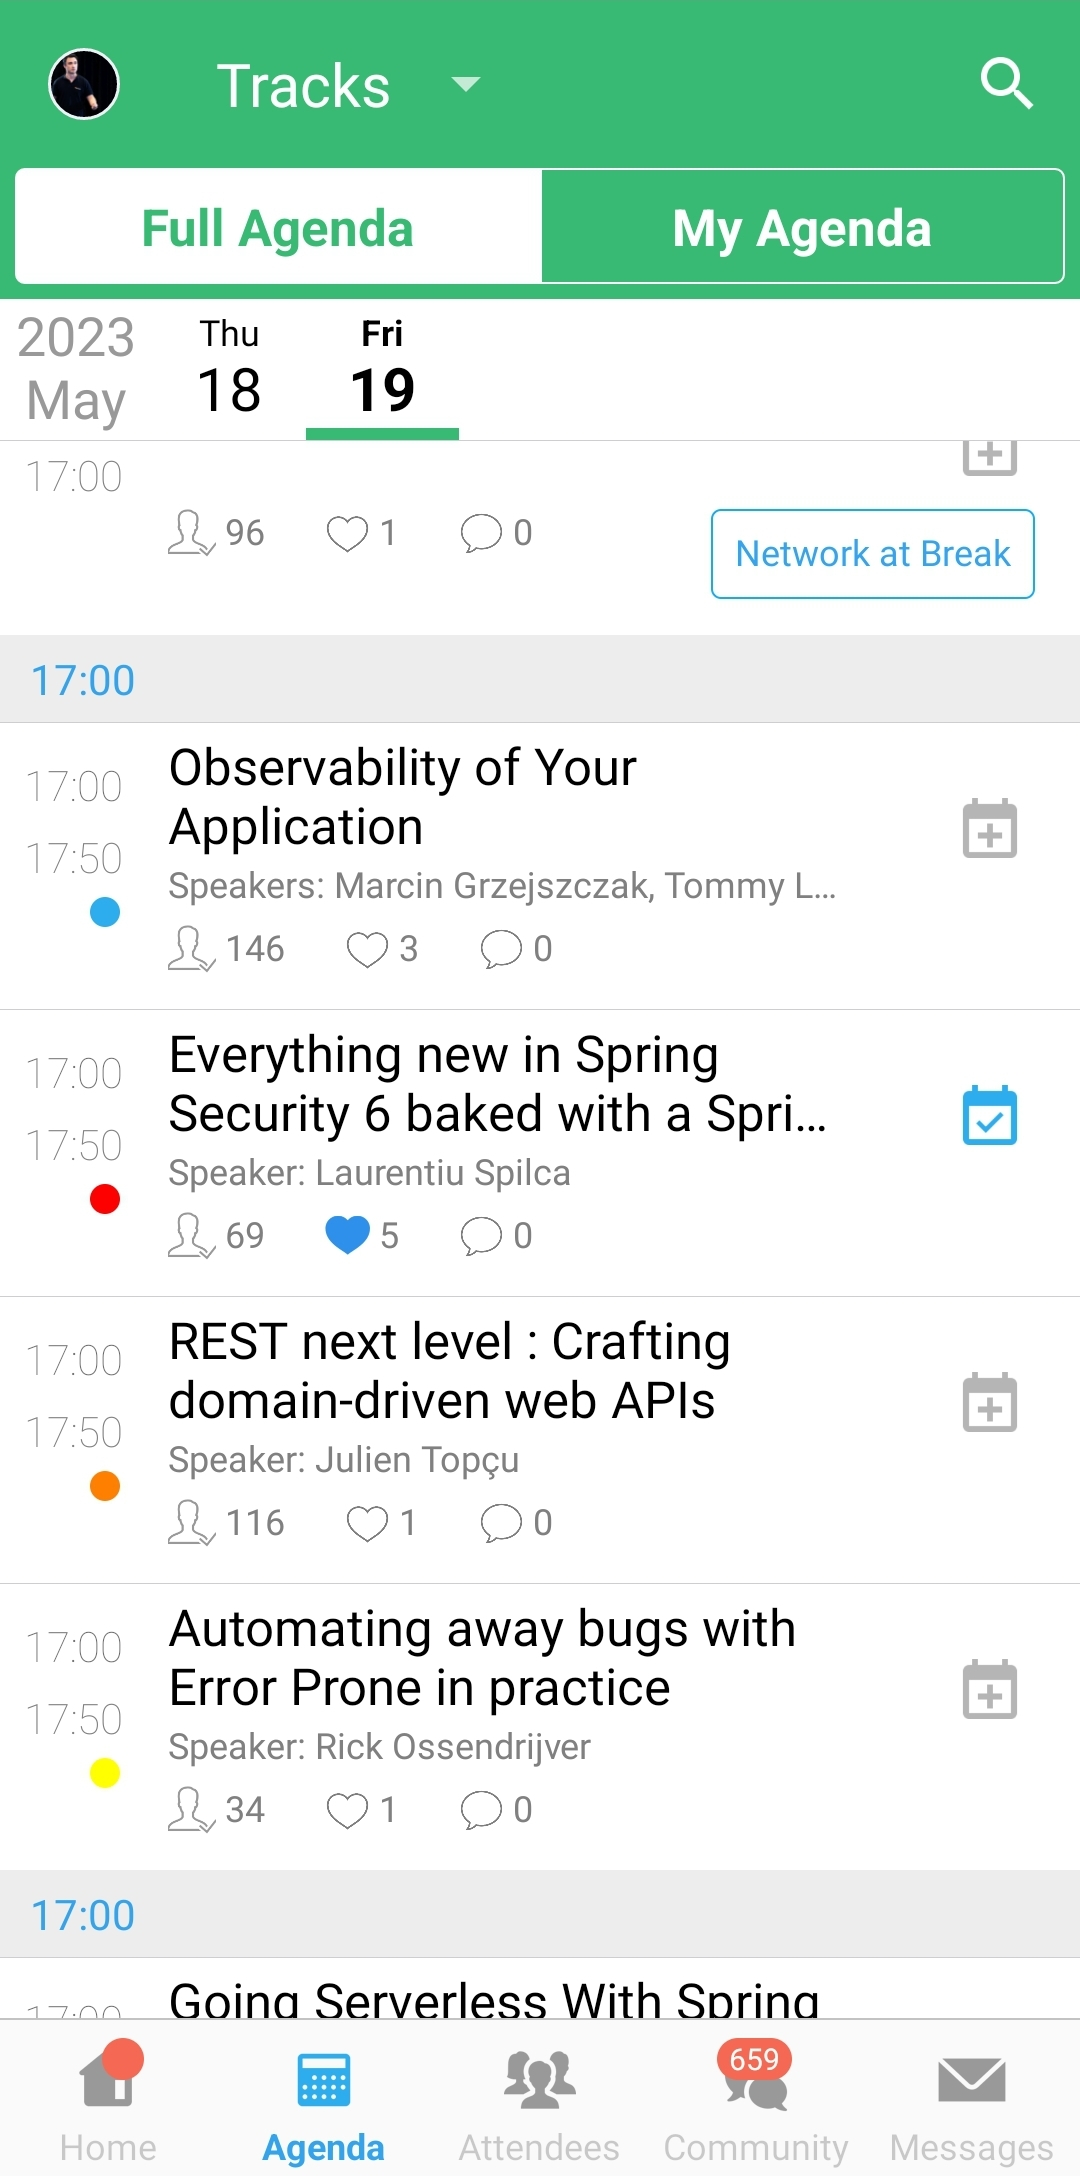 Tracks
Full Agenda
My Agenda
2023
May
Thu
18
Fri
19
17:00
96
1
0
Network at Break
17:00
17:00
17:50
Observability of Your
Application
Speakers: Marcin Grzejszczak, Tommy L...
146
3
0
17:00
17:50
Everything new in Spring
Security 6 baked with a Spri...
Speaker: Laurentiu Spilca
69
5
0
17:00
17:50
REST next level : Crafting
domain-driven web APIs
Speaker: Julien Topçu
116
1
0
17:00
17:50
Automating away bugs with
Error Prone in practice
Speaker: Rick Ossendrijver
34
1
0
17:00
17:00
Going Serverless With Spring
659
Home
Agenda
Attendees
Community
Messages